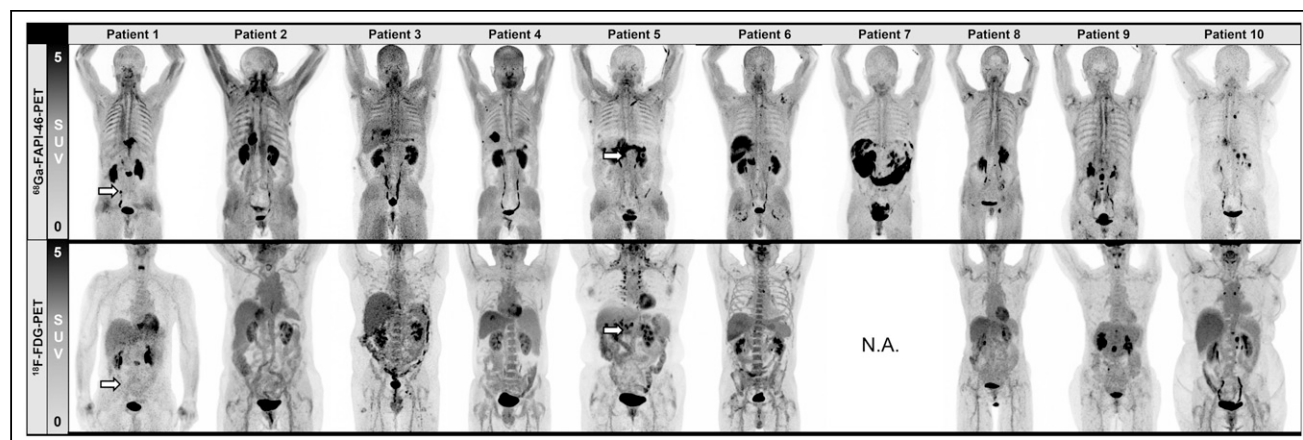 Patient 1 Patient 2 Patient 3 Patient 4 Patient 5 Patient 6 Patient 7 Patient 8 Patient 9 Patient 10
⁶⁸Ga-FAPI-46-PET
5
SUV
0
¹⁸F-FDG-PET
5
SUV
0
N.A.